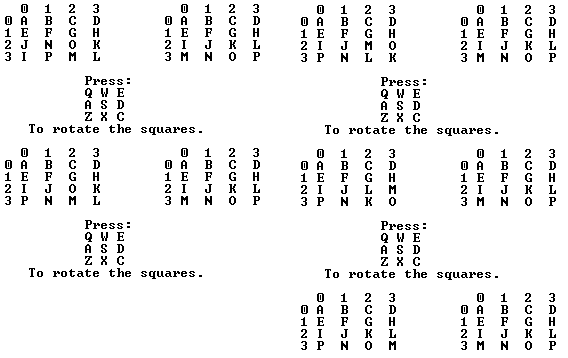 0 1 2 3 0 1 2 3
0 A B C D 0 A B C D
1 E F G H 1 E F G H
2 J N O K 2 I J K L
3 I P M L 3 M N O P
Press:
Q W E
A S D
Z X C
To rotate the squares.
0 1 2 3 0 1 2 3
0 A B C D 0 A B C D
1 E F G H 1 E F G H
2 I J O K 2 I J K L
3 P N M L 3 M N O P
Press:
Q W E
A S D
Z X C
To rotate the squares.
0 1 2 3 0 1 2 3
0 A B C D 0 A B C D
1 E F G H 1 E F G H
2 I J M O 2 I J K L
3 P N L K 3 M N O P
Press:
Q W E
A S D
Z X C
To rotate the squares.
0 1 2 3 0 1 2 3
0 A B C D 0 A B C D
1 E F G H 1 E F G H
2 I J L M 2 I J K L
3 P N K O 3 M N O P
Press:
Q W E
A S D
Z X C
To rotate the squares.
0 1 2 3 0 1 2 3
0 A B C D 0 A B C D
1 E F G H 1 E F G H
2 I J K L 2 I J K L
3 P N O M 3 M N O P